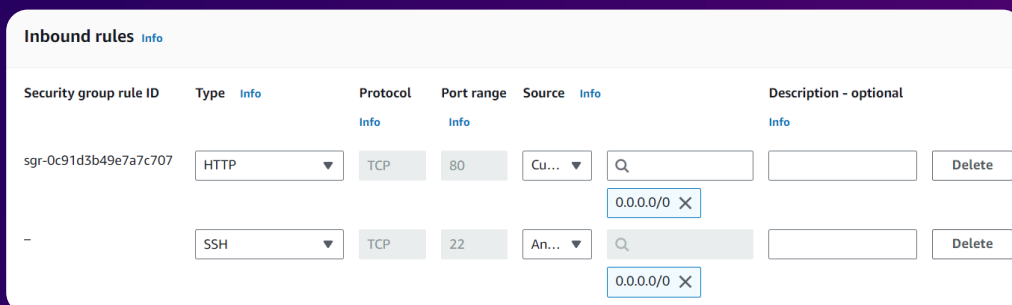 Inbound rules Info
Security group rule ID Type Info Protocol Port range Source Info Description - optional
Info Info Info
sgr-0c91d3b49e7a7c707 HTTP TCP 80 Cu... Delete
0.0.0.0/0
– SSH TCP 22 An... Delete
0.0.0.0/0